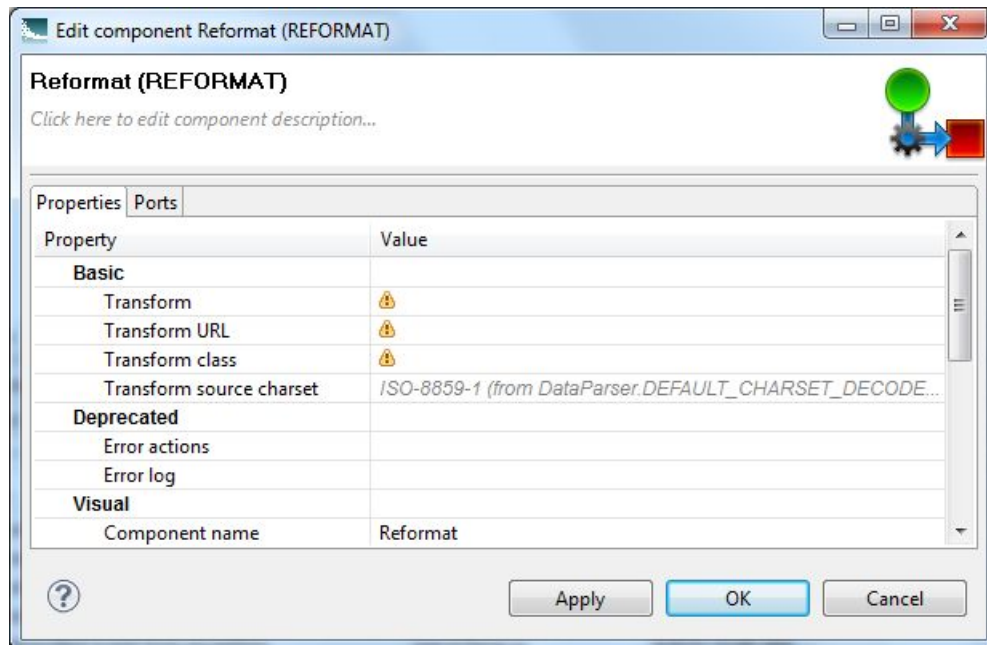 Edit component Reformat (REFORMAT)
Reformat (REFORMAT)
Click here to edit component description...
Properties Ports
Property Value
Basic
Transform
Transform URL
Transform class
Transform source charset ISO-8859-1 (from DataParser.DEFAULT_CHARSET_DECODE...
Deprecated
Error actions
Error log
Visual
Component name Reformat
? Apply OK Cancel